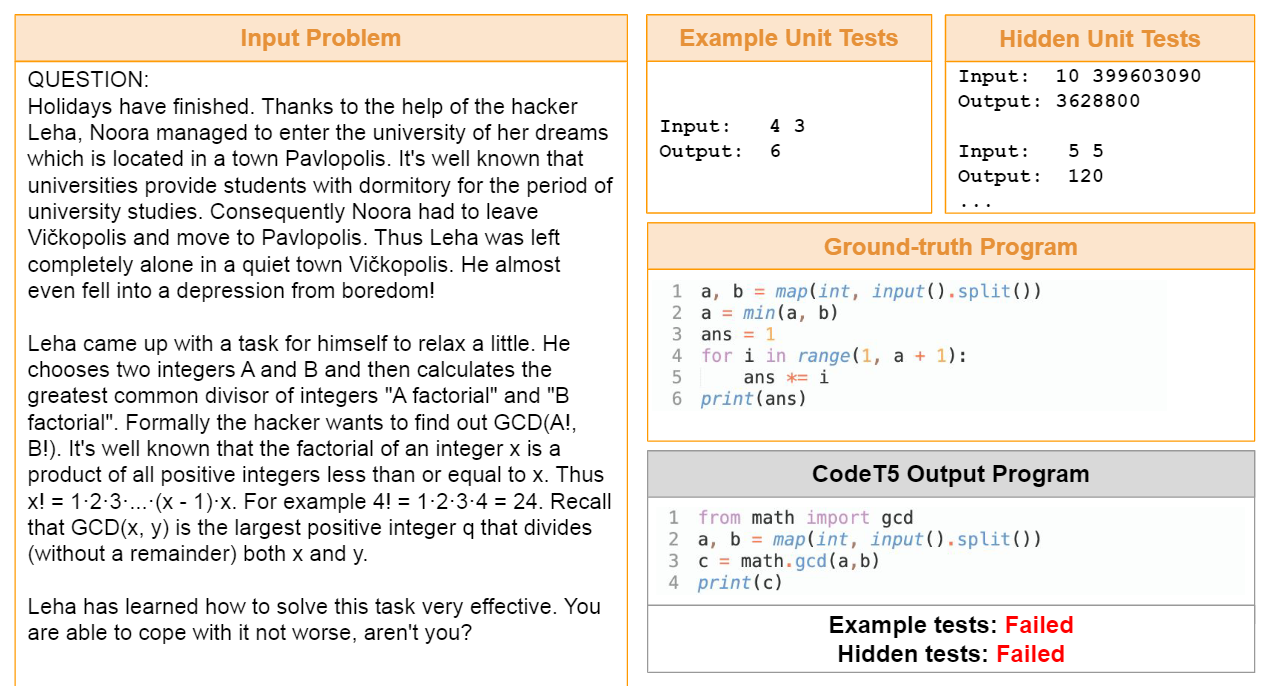 Input Problem
QUESTION:
Holidays have finished. Thanks to the help of the hacker
Leha, Noora managed to enter the university of her dreams
which is located in a town Pavlopolis. It's well known that
universities provide students with dormitory for the period of
university studies. Consequently Noora had to leave
Vičkopolis and move to Pavlopolis. Thus Leha was left
completely alone in a quiet town Vičkopolis. He almost
even fell into a depression from boredom!
Leha came up with a task for himself to relax a little. He
chooses two integers A and B and then calculates the
greatest common divisor of integers "A factorial" and "B
factorial". Formally the hacker wants to find out GCD(A!,
B!). It's well known that the factorial of an integer x is a
product of all positive integers less than or equal to x. Thus
x! = 1·2·3·...·(x - 1)·x. For example 4! = 1·2·3·4 = 24. Recall
that GCD(x, y) is the largest positive integer q that divides
(without a remainder) both x and y.
Leha has learned how to solve this task very effective. You
are able to cope with it not worse, aren't you?
Example Unit Tests
Input: 4 3
Output: 6
Hidden Unit Tests
Input: 10 399603090
Output: 3628800
Input: 5 5
Output: 120
...
Ground-truth Program
1 a, b = map(int, input().split())
2 a = min(a, b)
3 ans = 1
4 for i in range(1, a + 1):
5     ans *= i
6 print(ans)
CodeT5 Output Program
1 from math import gcd
2 a, b = map(int, input().split())
3 c = math.gcd(a,b)
4 print(c)
Example tests: Failed
Hidden tests: Failed